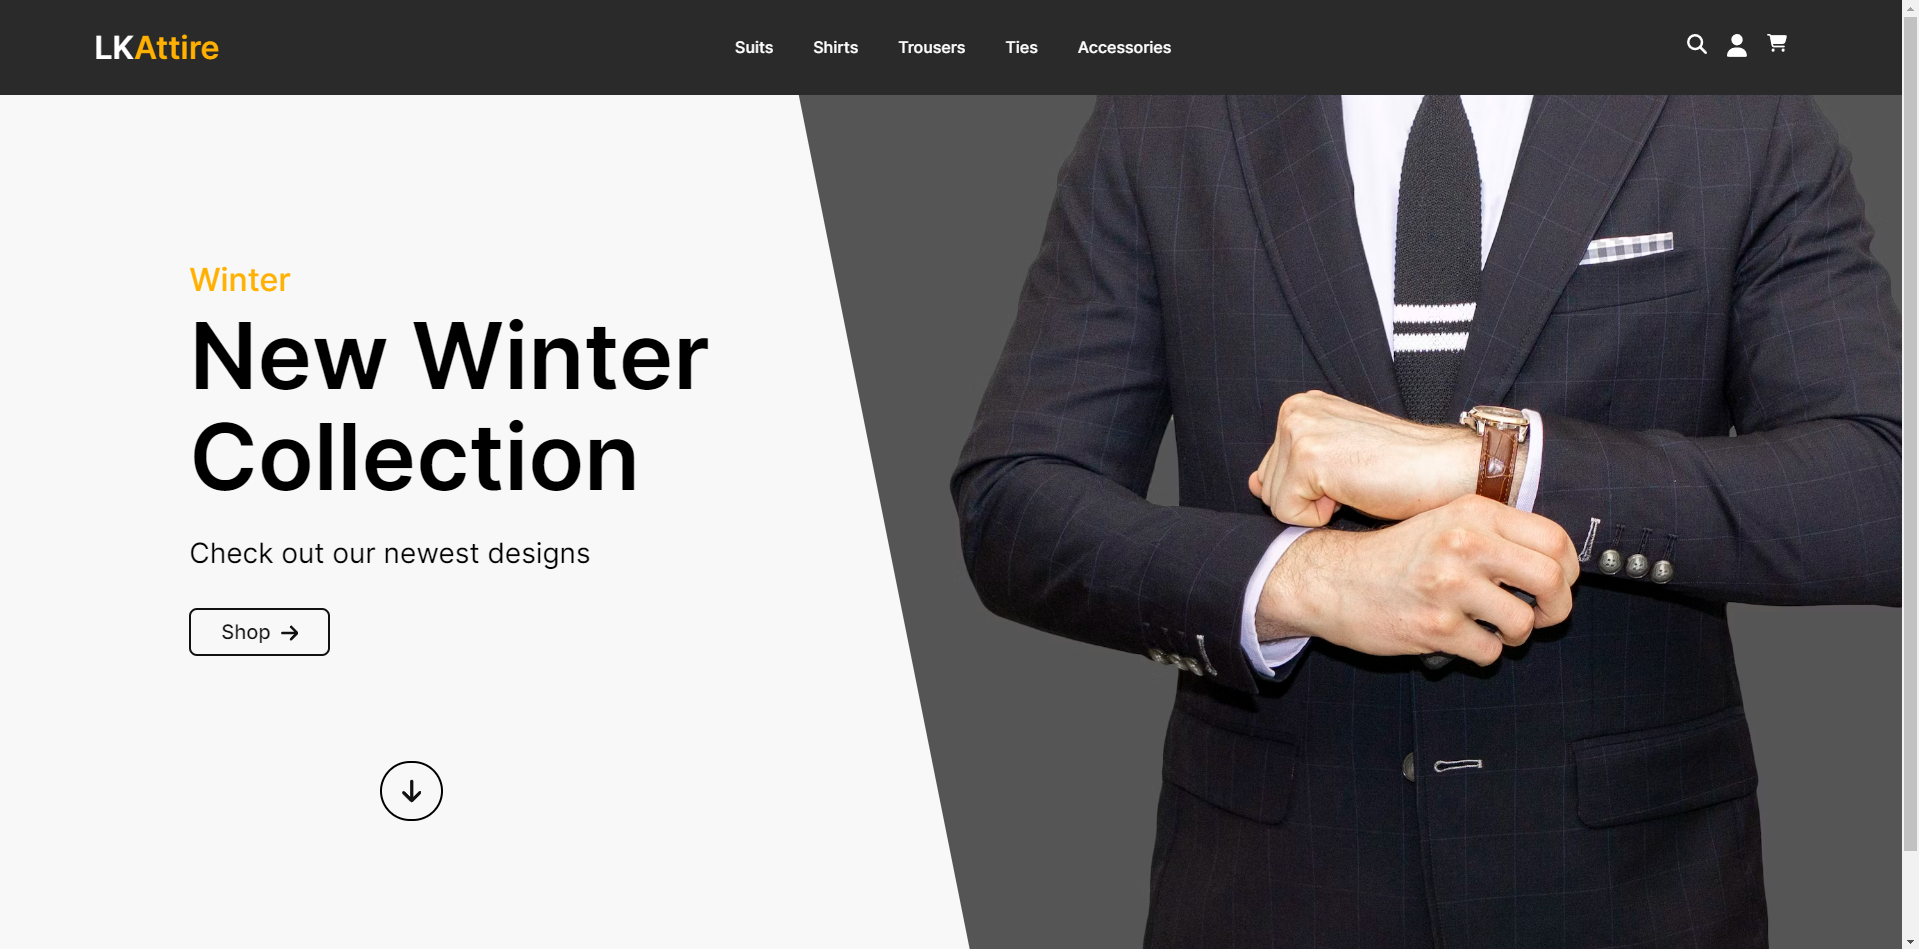 LKAttire
Suits
Shirts
Trousers
Ties
Accessories
Winter
New Winter
Collection
Check out our newest designs
Shop